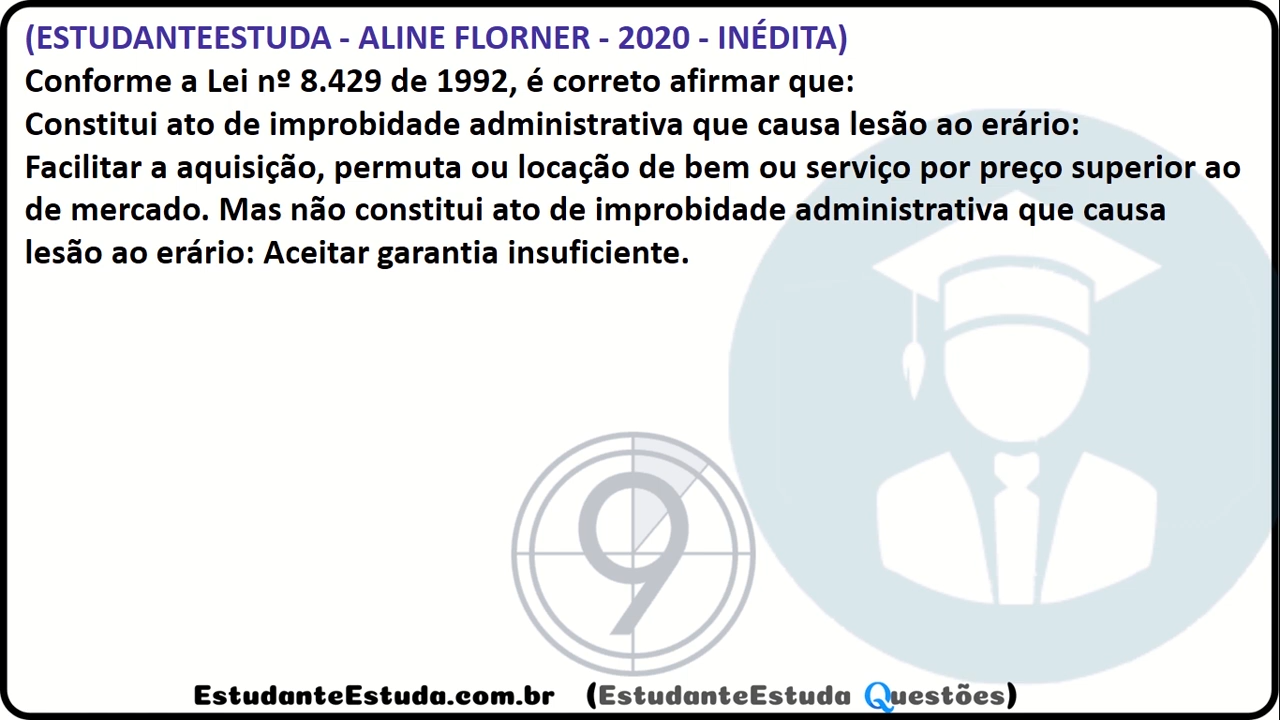 (ESTUDANTEESTUDA - ALINE FLORNER - 2020 - INÉDITA)
Conforme a Lei nº 8.429 de 1992, é correto afirmar que:
Constitui ato de improbidade administrativa que causa lesão ao erário:
Facilitar a aquisição, permuta ou locação de bem ou serviço por preço superior ao
de mercado. Mas não constitui ato de improbidade administrativa que causa
lesão ao erário: Aceitar garantia insuficiente.
9
EstudanteEstuda.com.br (EstudanteEstuda Questões)